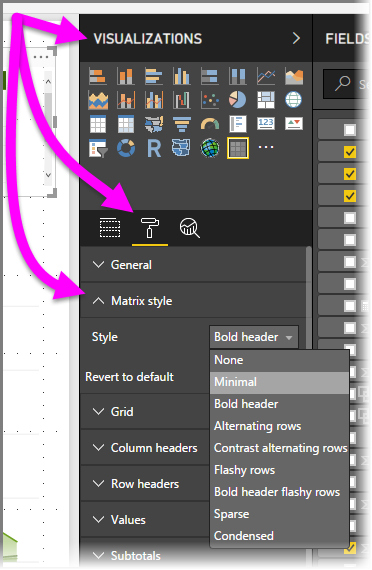 VISUALIZATIONS
FIELDS
R
123
General
Matrix style
Style
Bold header
Revert to default
None
Minimal
Bold header
Alternating rows
Contrast alternating rows
Flashy rows
Bold header flashy rows
Sparse
Condensed
Grid
Column headers
Row headers
Values
Subtotals